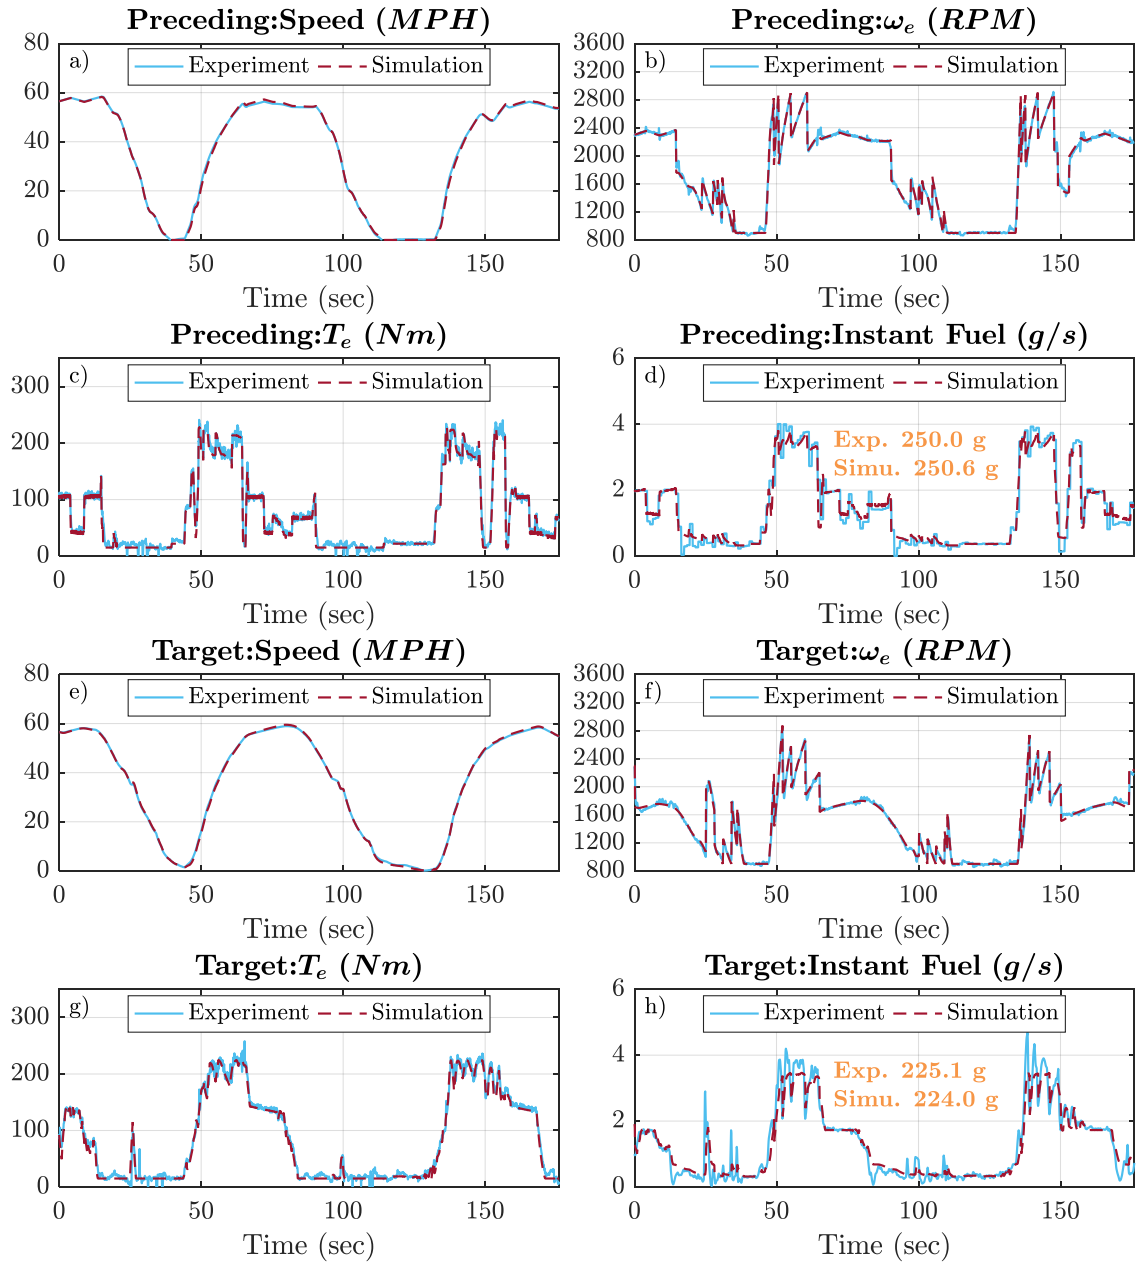 Preceding:Speed (MPH)
80
60
40
20
0
a)
Experiment
Simulation
0
50
100
150
Time (sec)
Preceding:ωe (RPM)
3600
3200
2800
2400
2000
1600
1200
800
b)
Experiment
Simulation
0
50
100
150
Time (sec)
Preceding:Te (Nm)
300
200
100
0
c)
Experiment
Simulation
0
50
100
150
Time (sec)
Preceding:Instant Fuel (g/s)
6
4
2
0
d)
Experiment
Simulation
Exp. 250.0 g
Simu. 250.6 g
0
50
100
150
Time (sec)
Target:Speed (MPH)
80
60
40
20
0
e)
Experiment
Simulation
0
50
100
150
Time (sec)
Target:ωe (RPM)
3600
3200
2800
2400
2000
1600
1200
800
f)
Experiment
Simulation
0
50
100
150
Time (sec)
Target:Te (Nm)
300
200
100
0
g)
Experiment
Simulation
0
50
100
150
Time (sec)
Target:Instant Fuel (g/s)
6
4
2
0
h)
Experiment
Simulation
Exp. 225.1 g
Simu. 224.0 g
0
50
100
150
Time (sec)